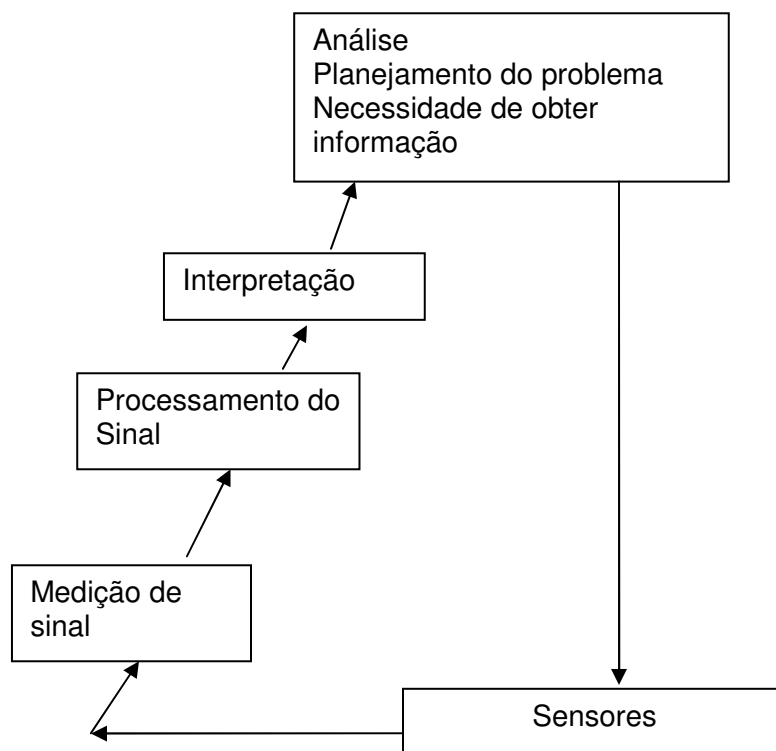 Análise
Planejamento do problema
Necessidade de obter
informação
Interpretação
Processamento do
Sinal
Medição de
sinal
Sensores